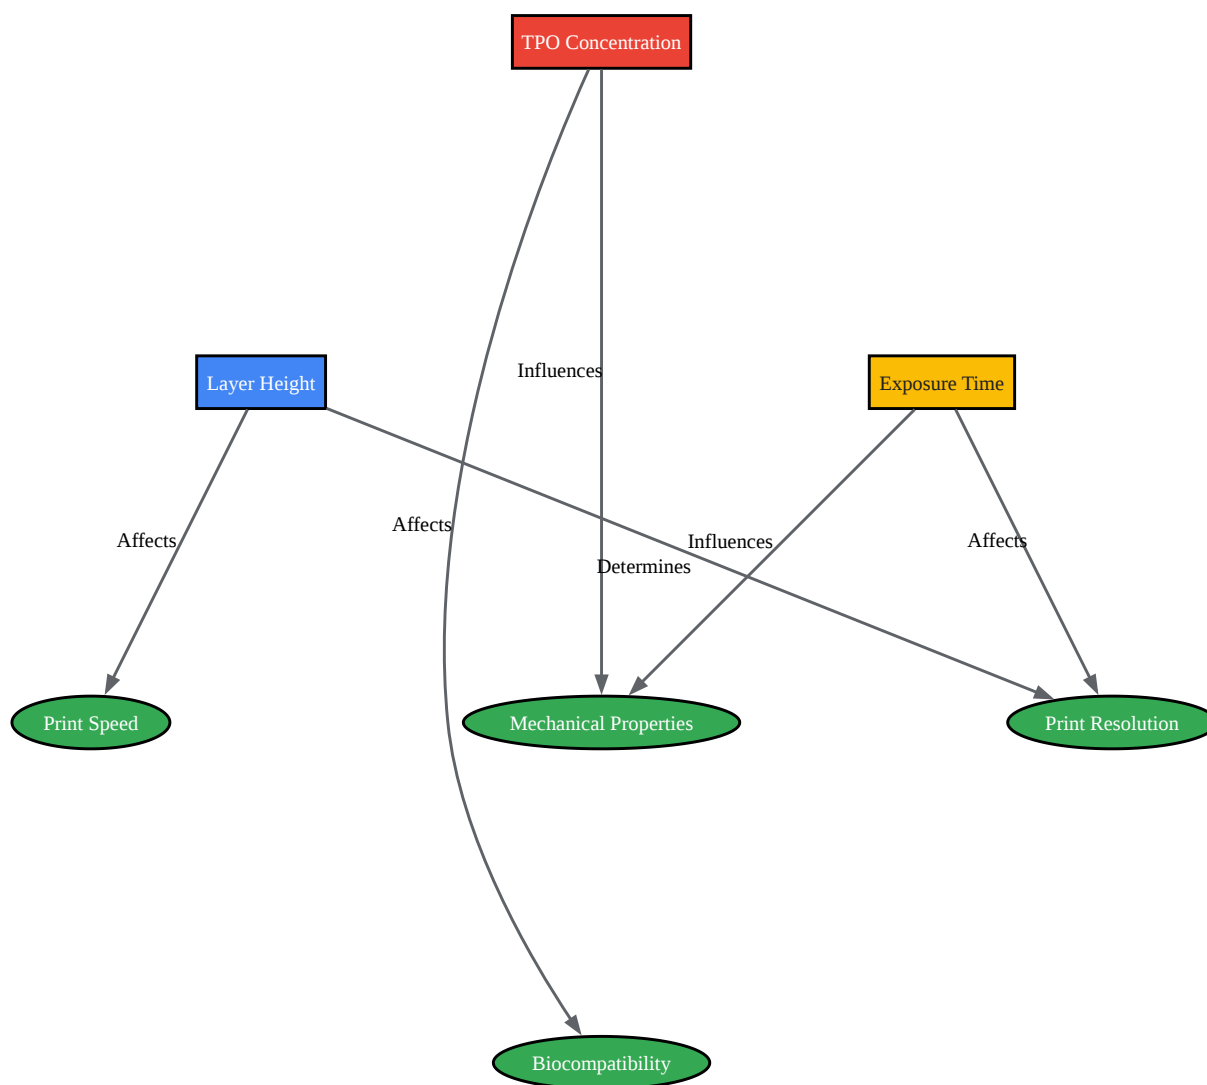 TPO Concentration
Influences
Layer Height
Exposure Time
Affects
Affects
Influences
Affects
Determines
Print Speed
Mechanical Properties
Print Resolution
Biocompatibility